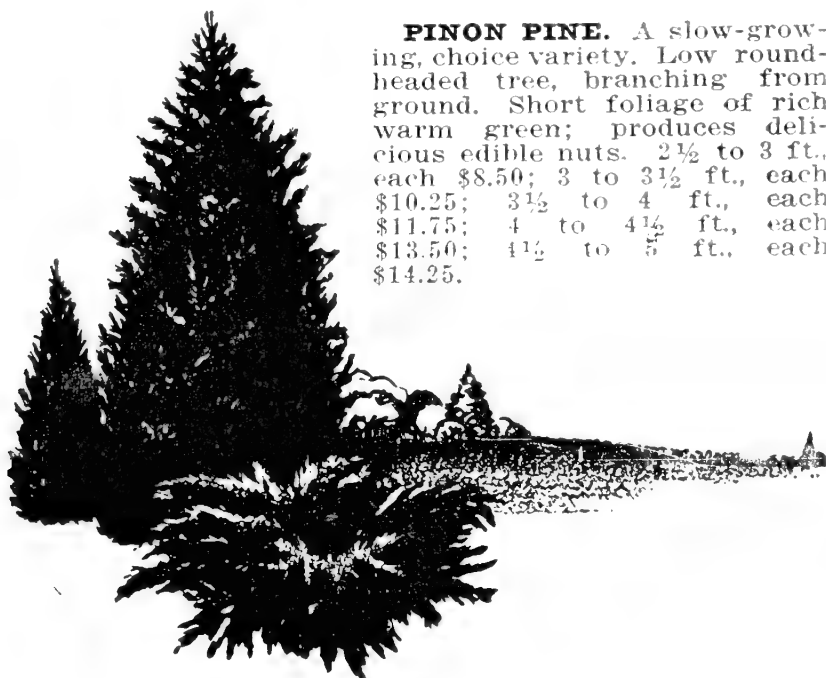 PINON PINE. A slow-grow-
ing, choice variety. Low round-
headed tree, branching from
ground. Short foliage of rich
warm green; produces deli-
cious edible nuts. 2½ to 3 ft.,
each $8.50; 3 to 3½ ft., each
$10.25; 3½ to 4 ft., each
$11.75; 4 to 4½ ft., each
$13.50; 4½ to 5 ft., each
$14.25.